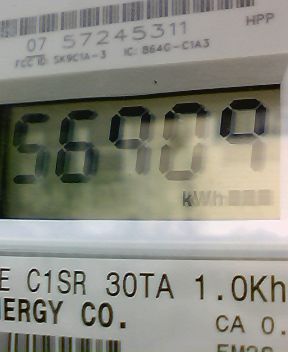 07 57245311 HPP
FCC ID: SK9C1A-3 IC: 864G-C1A3
56909
kWh
E C1SR 30TA 1.0Kh
NERGY CO. CA 0.